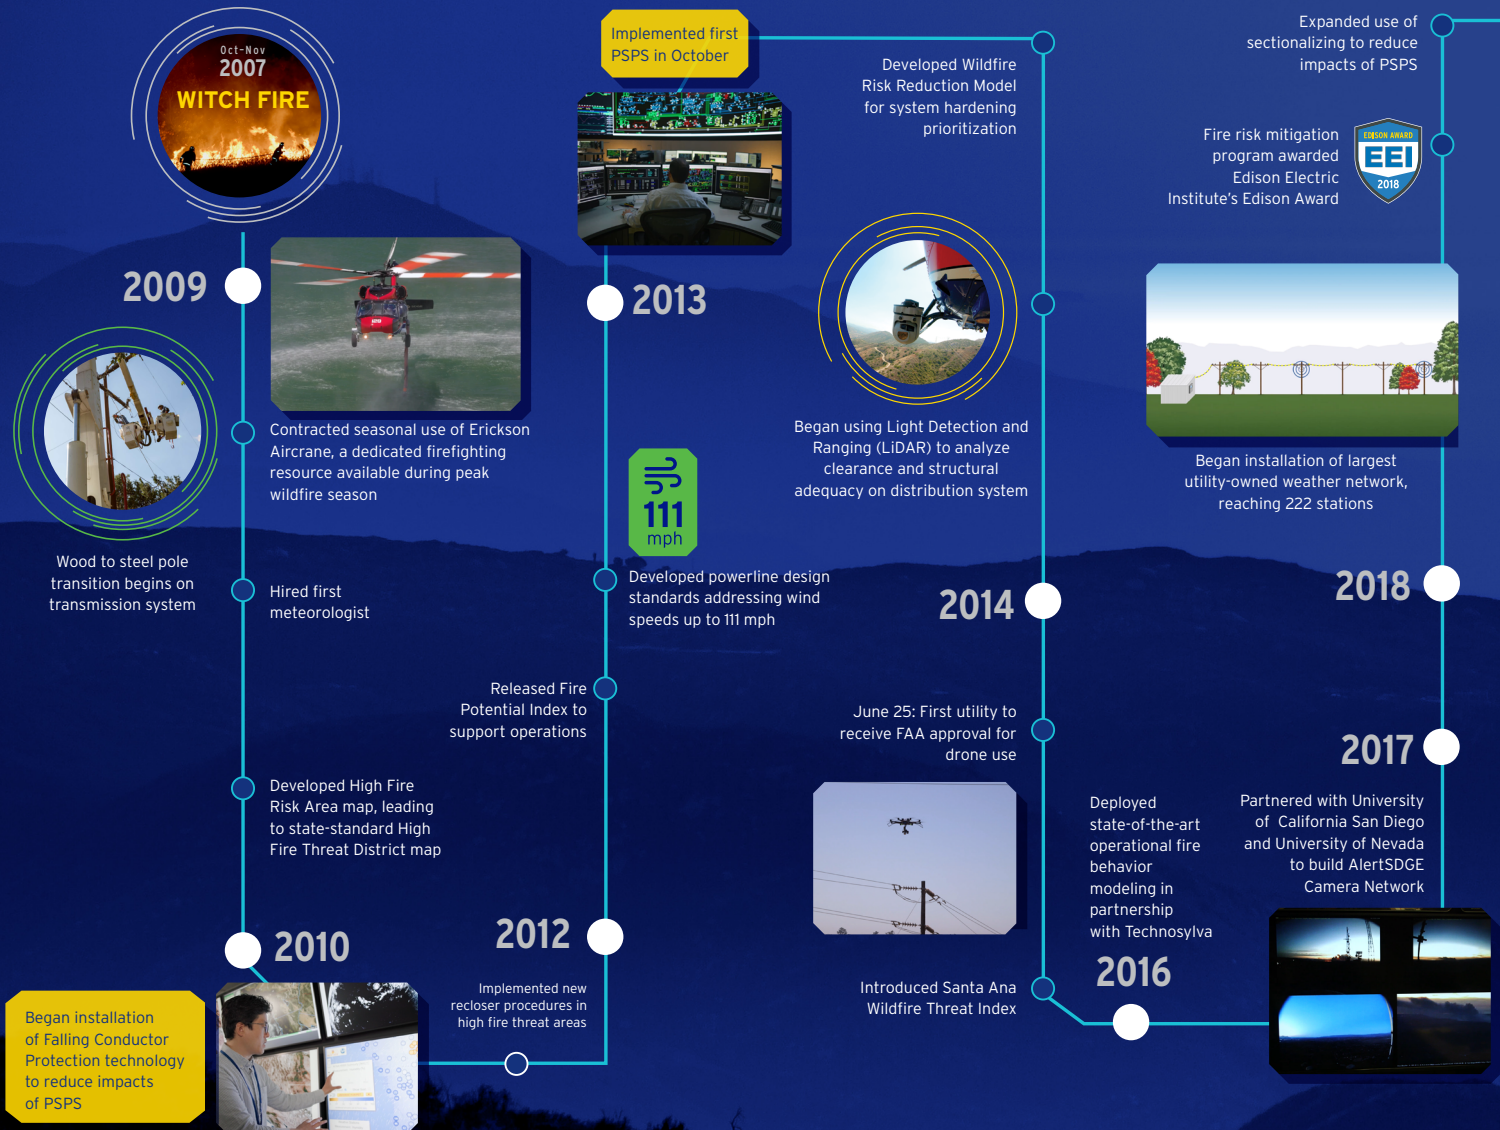 Oct-Nov
2007
WITCH FIRE
2009
Contracted seasonal use of Erickson
Aircrane, a dedicated firefighting
resource available during peak
wildfire season
Wood to steel pole
transition begins on
transmission system
Hired first
meteorologist
Developed High Fire
Risk Area map, leading
to state-standard High
Fire Threat District map
2010
Began installation
of Falling Conductor
Protection technology
to reduce impacts
of PSPS
Implemented new
recloser procedures in
high fire threat areas
2012
Released Fire
Potential Index to
support operations
111
mph
Developed powerline design
standards addressing wind
speeds up to 111 mph
2013
Implemented first
PSPS in October
Developed Wildfire
Risk Reduction Model
for system hardening
prioritization
Began using Light Detection and
Ranging (LiDAR) to analyze
clearance and structural
adequacy on distribution system
2014
June 25: First utility to
receive FAA approval for
drone use
Introduced Santa Ana
Wildfire Threat Index
2016
Deployed
state-of-the-art
operational fire
behavior
modeling in
partnership
with Technosylva
2017
Partnered with University
of California San Diego
and University of Nevada
to build AlertSDGE
Camera Network
2018
Began installation of largest
utility-owned weather network,
reaching 222 stations
Fire risk mitigation
program awarded
Edison Electric
Institute's Edison Award
EDISON AWARD
EEI
2018
Expanded use of
sectionalizing to reduce
impacts of PSPS